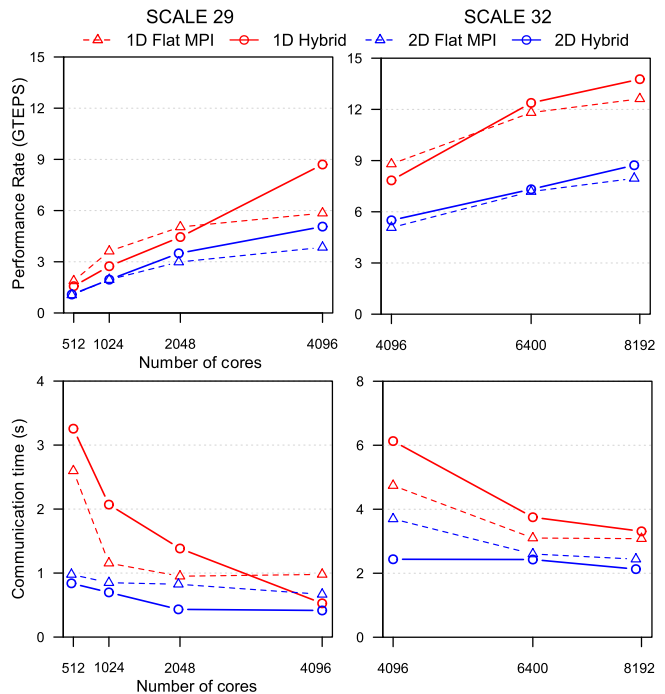 SCALE 29 SCALE 32
1D Flat MPI 1D Hybrid 2D Flat MPI 2D Hybrid
Performance Rate (GTEPS)
15
12
9
6
3
0
512 1024 2048 4096
Number of cores
15
12
9
6
3
0
4096 6400 8192
Communication time (s)
4
3
2
1
0
512 1024 2048 4096
Number of cores
8
6
4
2
0
4096 6400 8192